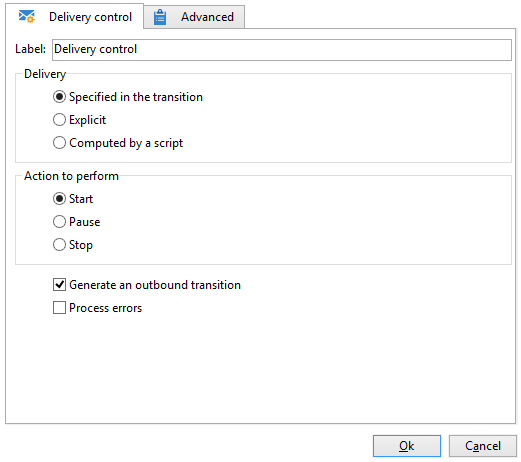 Delivery control Advanced
Label: Delivery control
Delivery
Specified in the transition
Explicit
Computed by a script
Action to perform
Start
Pause
Stop
Generate an outbound transition
Process errors
Ok Cancel